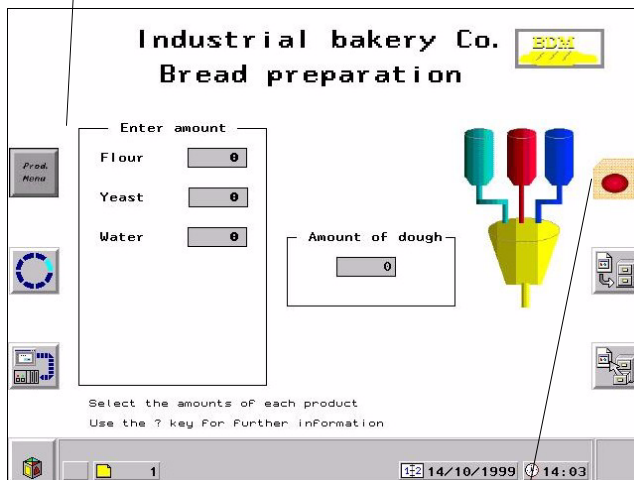 Industrial bakery Co.
BDM
Bread preparation
Enter amount
Prod.
Menu
Flour 0
Yeast 0
Water 0
Amount of dough
0
Select the amounts of each product
Use the ? key for further information
1
14/10/1999 14:03